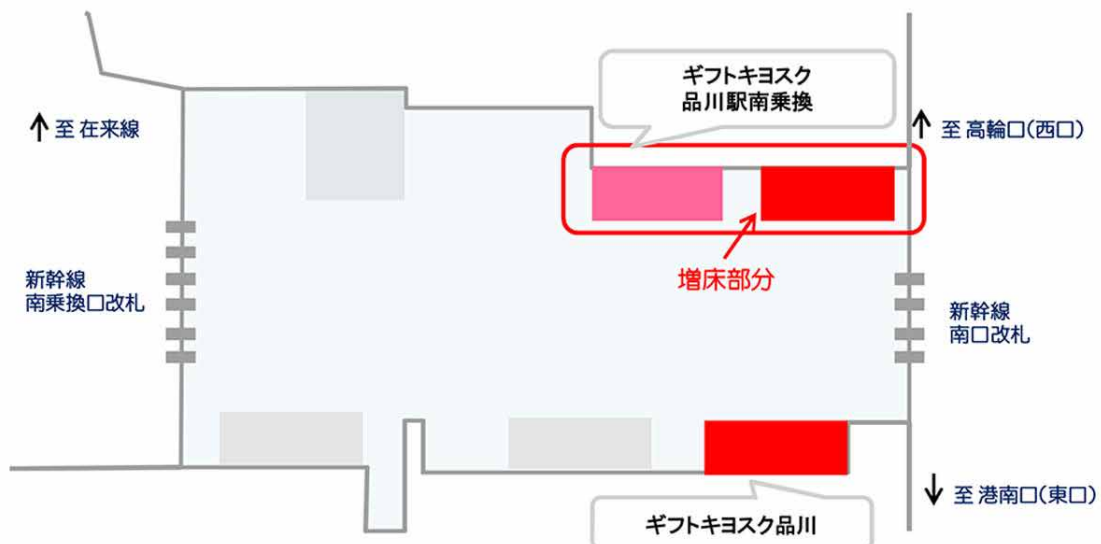 ギフトキヨスク
品川駅南乗換
至 在来線
至 高輪口(西口)
増床部分
新幹線
南乗換口改札
新幹線
南口改札
至 港南口(東口)
ギフトキヨスク品川